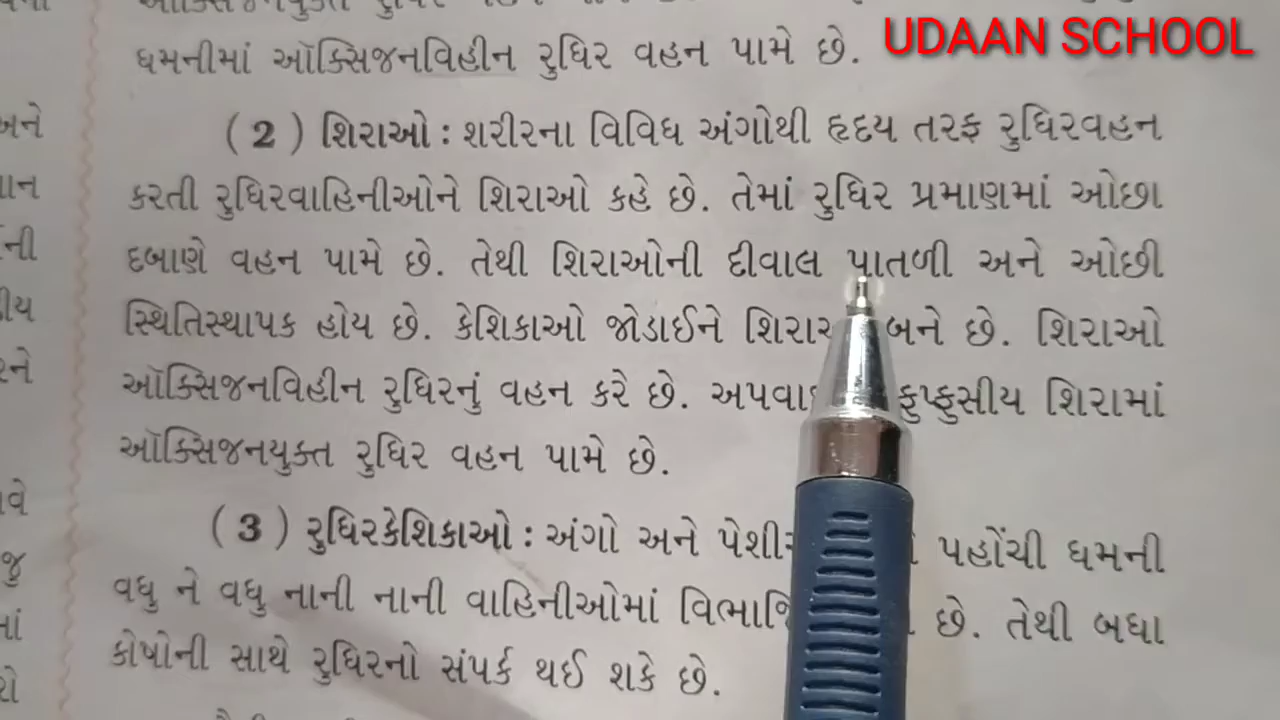 UDAAN SCHOOL
ધમનીમાં ઑક્સિજનવિહીન રુધિર વહન પામે છે.
( 2 ) શિરાઓ : શરીરના વિવિધ અંગોથી હૃદય તરફ રુધિરવહન
કરતી રુધિરવાહિનીઓને શિરાઓ કહે છે. તેમાં રુધિર પ્રમાણમાં ઓછા
દબાણે વહન પામે છે. તેથી શિરાઓની દીવાલ પાતળી અને ઓછી
સ્થિતિસ્થાપક હોય છે. કેશિકાઓ જોડાઈને બને છે. શિરાઓ
ઑક્સિજનવિહીન રુધિરનું વહન કરે છે. ફુપ્ફુસીય શિરામાં
ઑક્સિજનયુક્ત રુધિર વહન પામે છે.
( 3 ) રુધિરકેશિકાઓ : અંગો અને પહોંચી ધમની
વધુ ને વધુ નાની નાની વાહિનીઓમાં છે. તેથી બધા
કોષોની સાથે રુધિરનો સંપર્ક થઈ શકે છે.